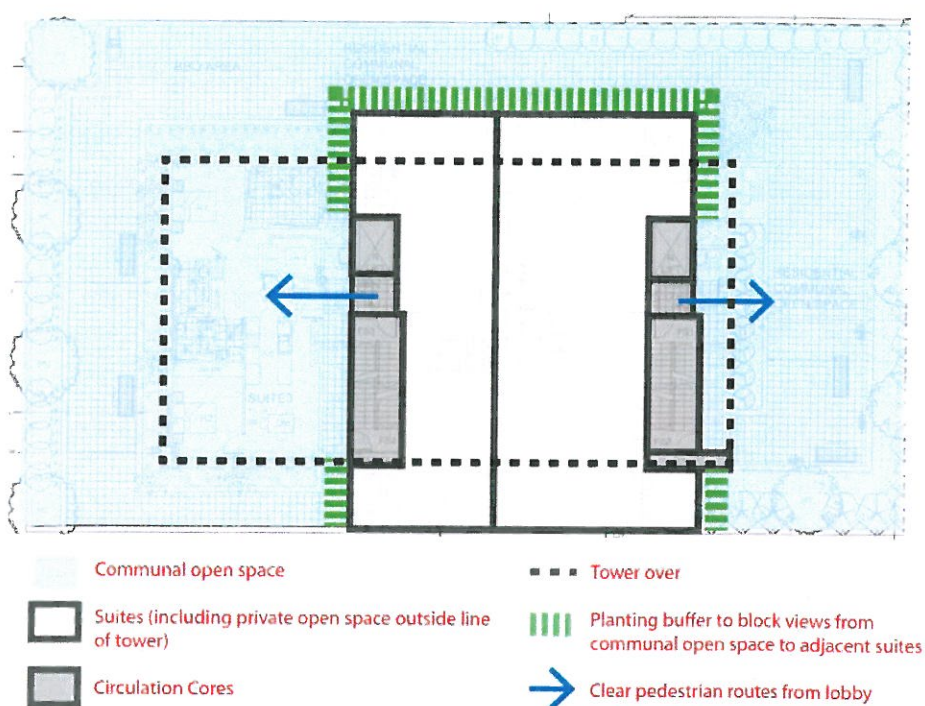 Communal open space
Suites (including private open space outside line
of tower)
Circulation Cores
Tower over
Planting buffer to block views from
communal open space to adjacent suites
Clear pedestrian routes from lobby